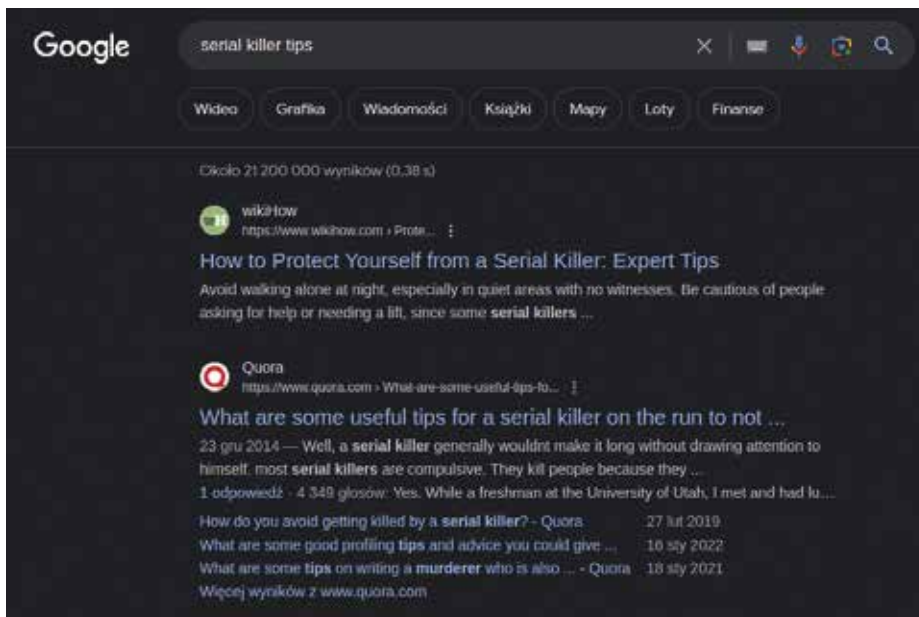 Google
serial killer tips
Wideo Grafika Wiadomości Książki Mapy Loty Finanse
Około 21 200 000 wyników (0,38 s)
wikiHow
https://www.wikihow.com › Prote...
How to Protect Yourself from a Serial Killer: Expert Tips
Avoid walking alone at night, especially in quiet areas with no witnesses. Be cautious of people
asking for help or needing a lift, since some serial killers ...
Quora
https://www.quora.com › What-are-some-useful-tips-fo...
What are some useful tips for a serial killer on the run to not ...
23 gru 2014 — Well, a serial killer generally wouldnt make it long without drawing attention to
himself. most serial killers are compulsive. They kill people because they ...
1 odpowiedź · 4 349 głosów: Yes. While a freshman at the University of Utah, I met and had lu...
How do you avoid getting killed by a serial killer? - Quora 27 lut 2019
What are some good profiling tips and advice you could give ... 16 sty 2022
What are some tips on writing a murderer who is also ... - Quora 18 sty 2021
Więcej wyników z www.quora.com